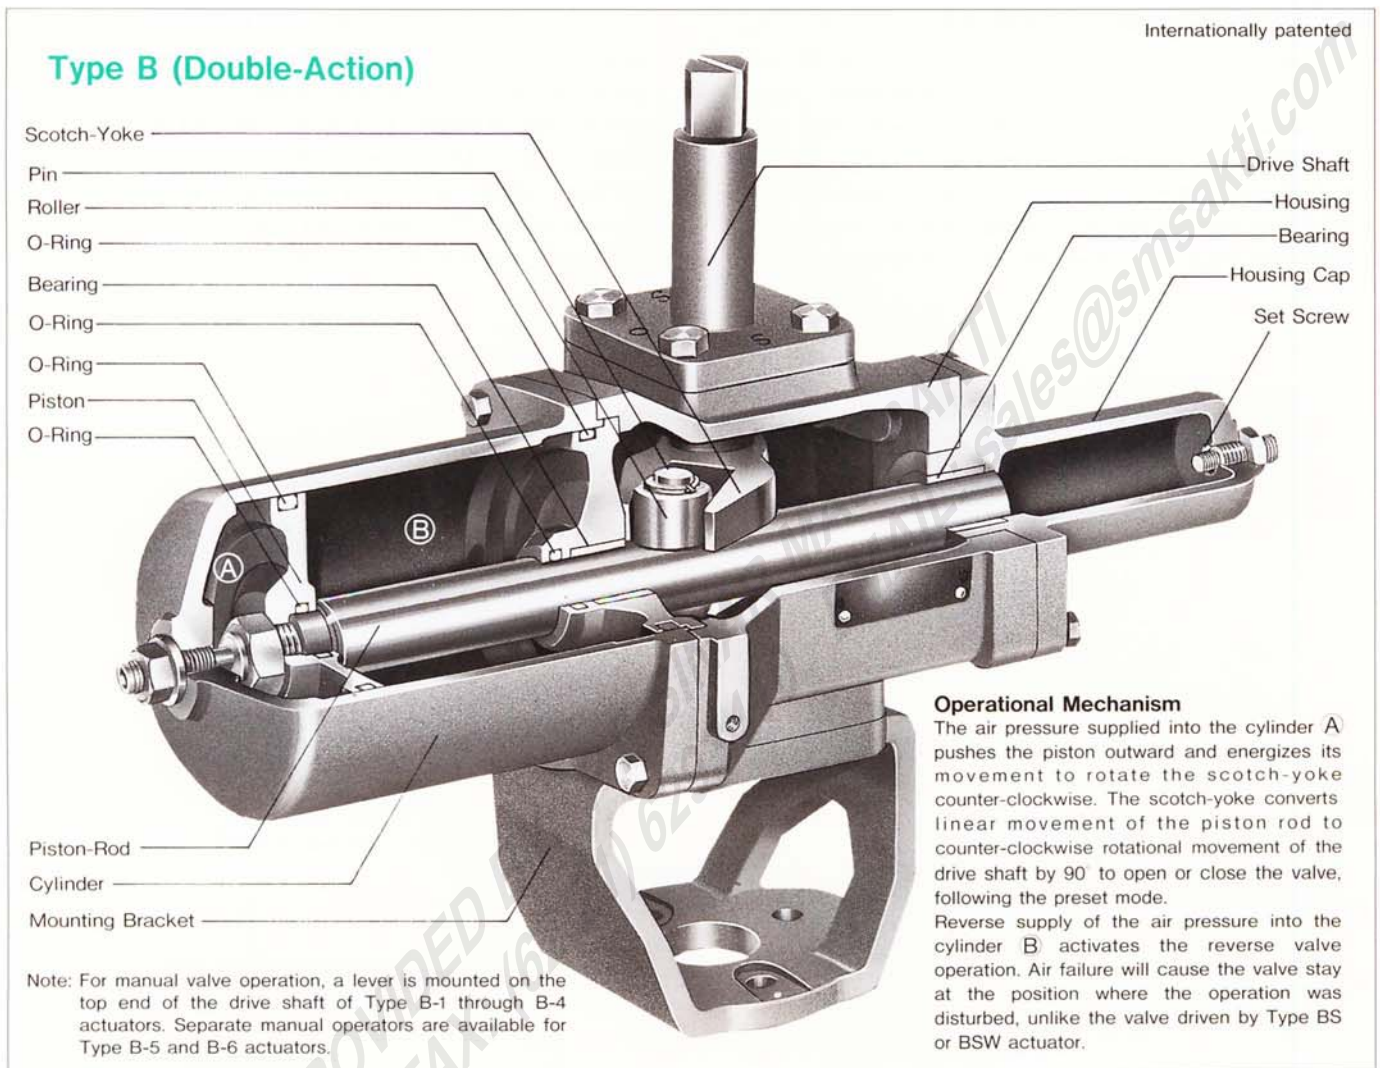 Internationally patented
Type B (Double-Action)
Scotch-Yoke
Pin
Roller
O-Ring
Bearing
O-Ring
O-Ring
Piston
O-Ring
Drive Shaft
Housing
Bearing
Housing Cap
Set Screw
S
O
S
B
A
Piston-Rod
Cylinder
Mounting Bracket
Note: For manual valve operation, a lever is mounted on the
top end of the drive shaft of Type B-1 through B-4
actuators. Separate manual operators are available for
Type B-5 and B-6 actuators.
Operational Mechanism
The air pressure supplied into the cylinder Ⓐ
pushes the piston outward and energizes its
movement to rotate the scotch-yoke
counter-clockwise. The scotch-yoke converts
linear movement of the piston rod to
counter-clockwise rotational movement of the
drive shaft by 90° to open or close the valve,
following the preset mode.
Reverse supply of the air pressure into the
cylinder Ⓑ activates the reverse valve
operation. Air failure will cause the valve stay
at the position where the operation was
disturbed, unlike the valve driven by Type BS
or BSW actuator.
sales@smsakti.com